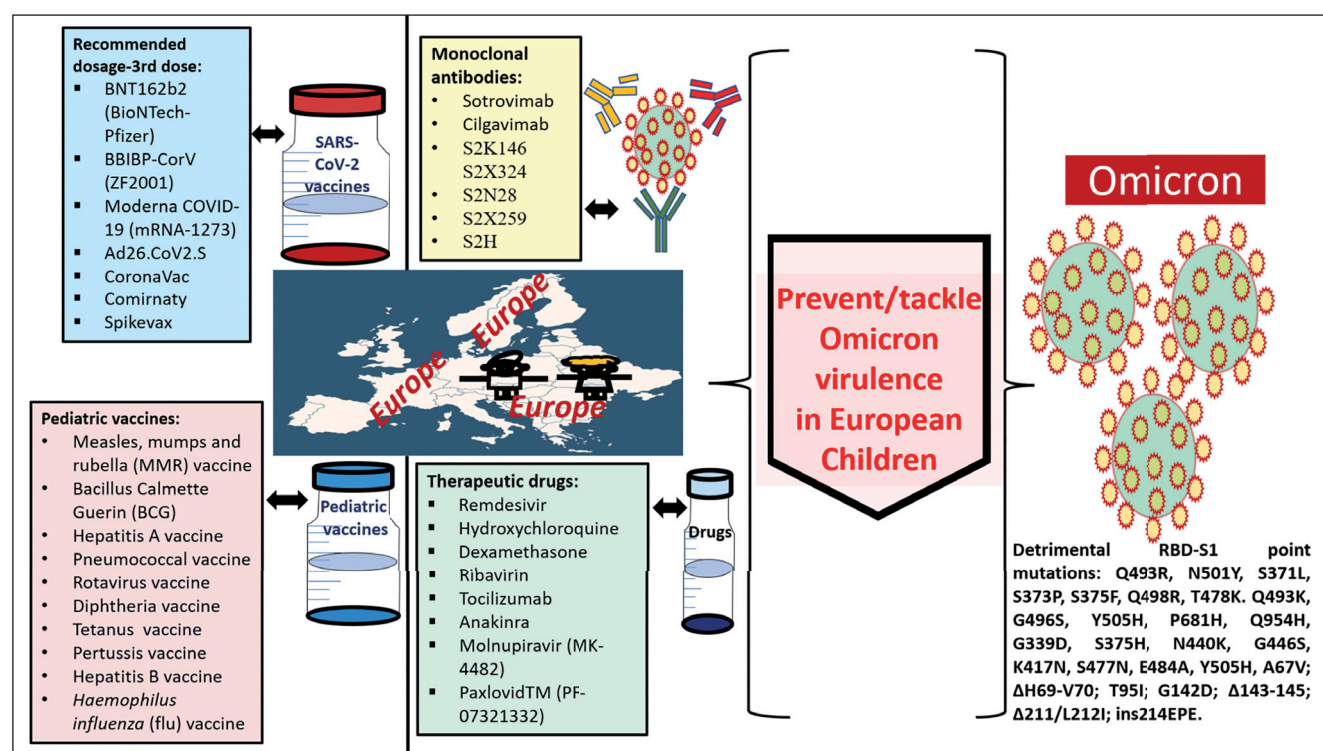 Recommended
dosage-3rd dose:
▪ BNT162b2
(BioNTech-
Pfizer)
▪ BBIBP-CorV
(ZF2001)
▪ Moderna COVID-
19 (mRNA-1273)
▪ Ad26.CoV2.S
▪ CoronaVac
▪ Comirnaty
▪ Spikevax
SARS-
CoV-2
vaccines
Monoclonal
antibodies:
• Sotrovimab
• Cilgavimab
• S2K146
S2X324
• S2N28
• S2X259
• S2H
Europe
Europe
Europe
Pediatric vaccines:
• Measles, mumps and
rubella (MMR) vaccine
• Bacillus Calmette
Guerin (BCG)
• Hepatitis A vaccine
• Pneumococcal vaccine
• Rotavirus vaccine
• Diphtheria vaccine
• Tetanus vaccine
• Pertussis vaccine
• Hepatitis B vaccine
• Haemophilus
influenza (flu) vaccine
Pediatric
vaccines
Therapeutic drugs:
▪ Remdesivir
▪ Hydroxychloroquine
▪ Dexamethasone
▪ Ribavirin
▪ Tocilizumab
▪ Anakinra
▪ Molnupiravir (MK-
4482)
▪ PaxlovidTM (PF-
07321332)
Drugs
Prevent/tackle
Omicron
virulence
in European
Children
Omicron
Detrimental RBD-S1 point
mutations: Q493R, N501Y, S371L,
S373P, S375F, Q498R, T478K. Q493K,
G496S, Y505H, P681H, Q954H,
G339D, S375H, N440K, G446S,
K417N, S477N, E484A, Y505H, A67V;
ΔH69-V70; T95I; G142D; Δ143-145;
Δ211/L212I; ins214EPE.